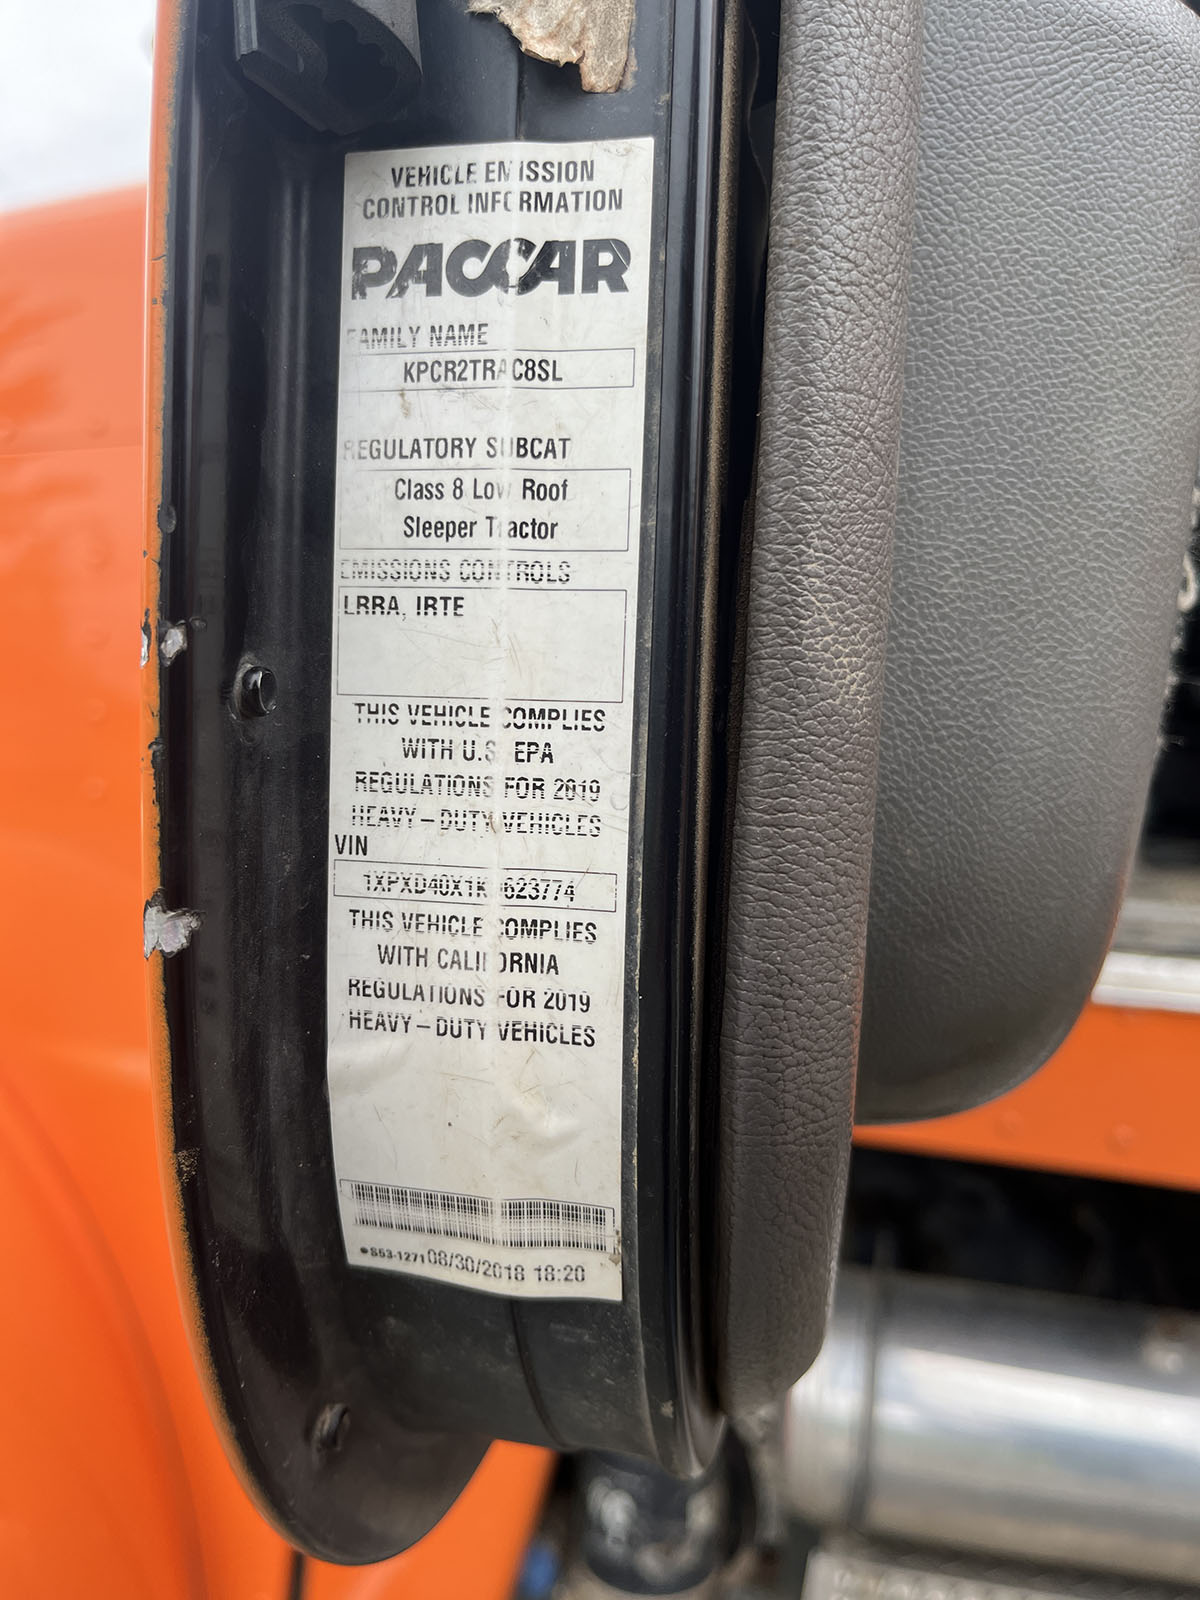 VEHICLE EMISSION
CONTROL INFORMATION
PACCAR
FAMILY NAME
KPCR2TRAC8SL
REGULATORY SUBCAT
Class 8 Low Roof
Sleeper Tractor
EMISSIONS CONTROLS
LRRA, IRTE
THIS VEHICLE COMPLIES
WITH U.S. EPA
REGULATIONS FOR 2019
HEAVY-DUTY VEHICLES
VIN
THIS VEHICLE COMPLIES
WITH CALIFORNIA
REGULATIONS FOR 2019
HEAVY-DUTY VEHICLES
S53-1271 08/30/2018 18:20